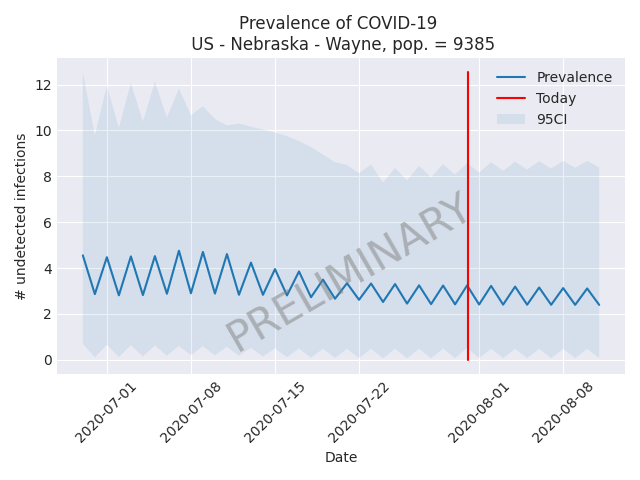 Prevalence of COVID-19
US - Nebraska - Wayne, pop. = 9385
# undetected infections
12
10
8
6
4
2
0
Prevalence
Today
95CI
PRELIMINARY
2020-07-01
2020-07-08
2020-07-15
2020-07-22
2020-08-01
2020-08-08
Date